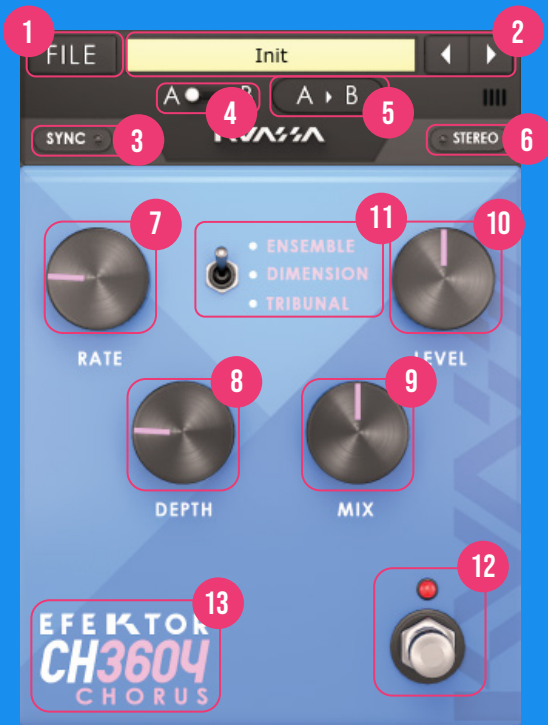 1
2
FILE
Init
A B
4
A ▸ B
5
SYNC
3
KVASSA
STEREO
6
7
11
10
ENSEMBLE
DIMENSION
TRIBUNAL
RATE
LEVEL
8
9
DEPTH
MIX
12
13
EFEKTOR
CH3604
CHORUS